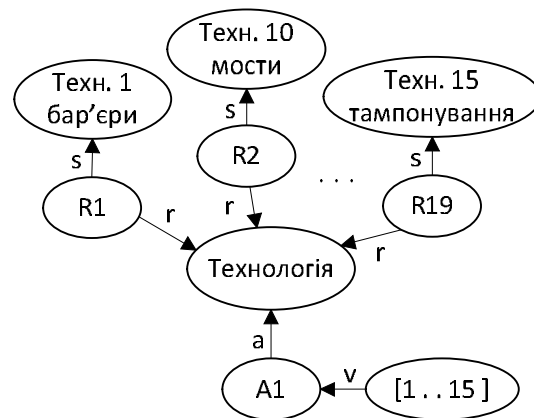 Техн. 10
мости
Техн. 1
бар’єри
Техн. 15
тампонування
s
s
s
R2
. . .
R1
R19
r
r
r
Технологія
a
A1
v
[1 . . 15 ]